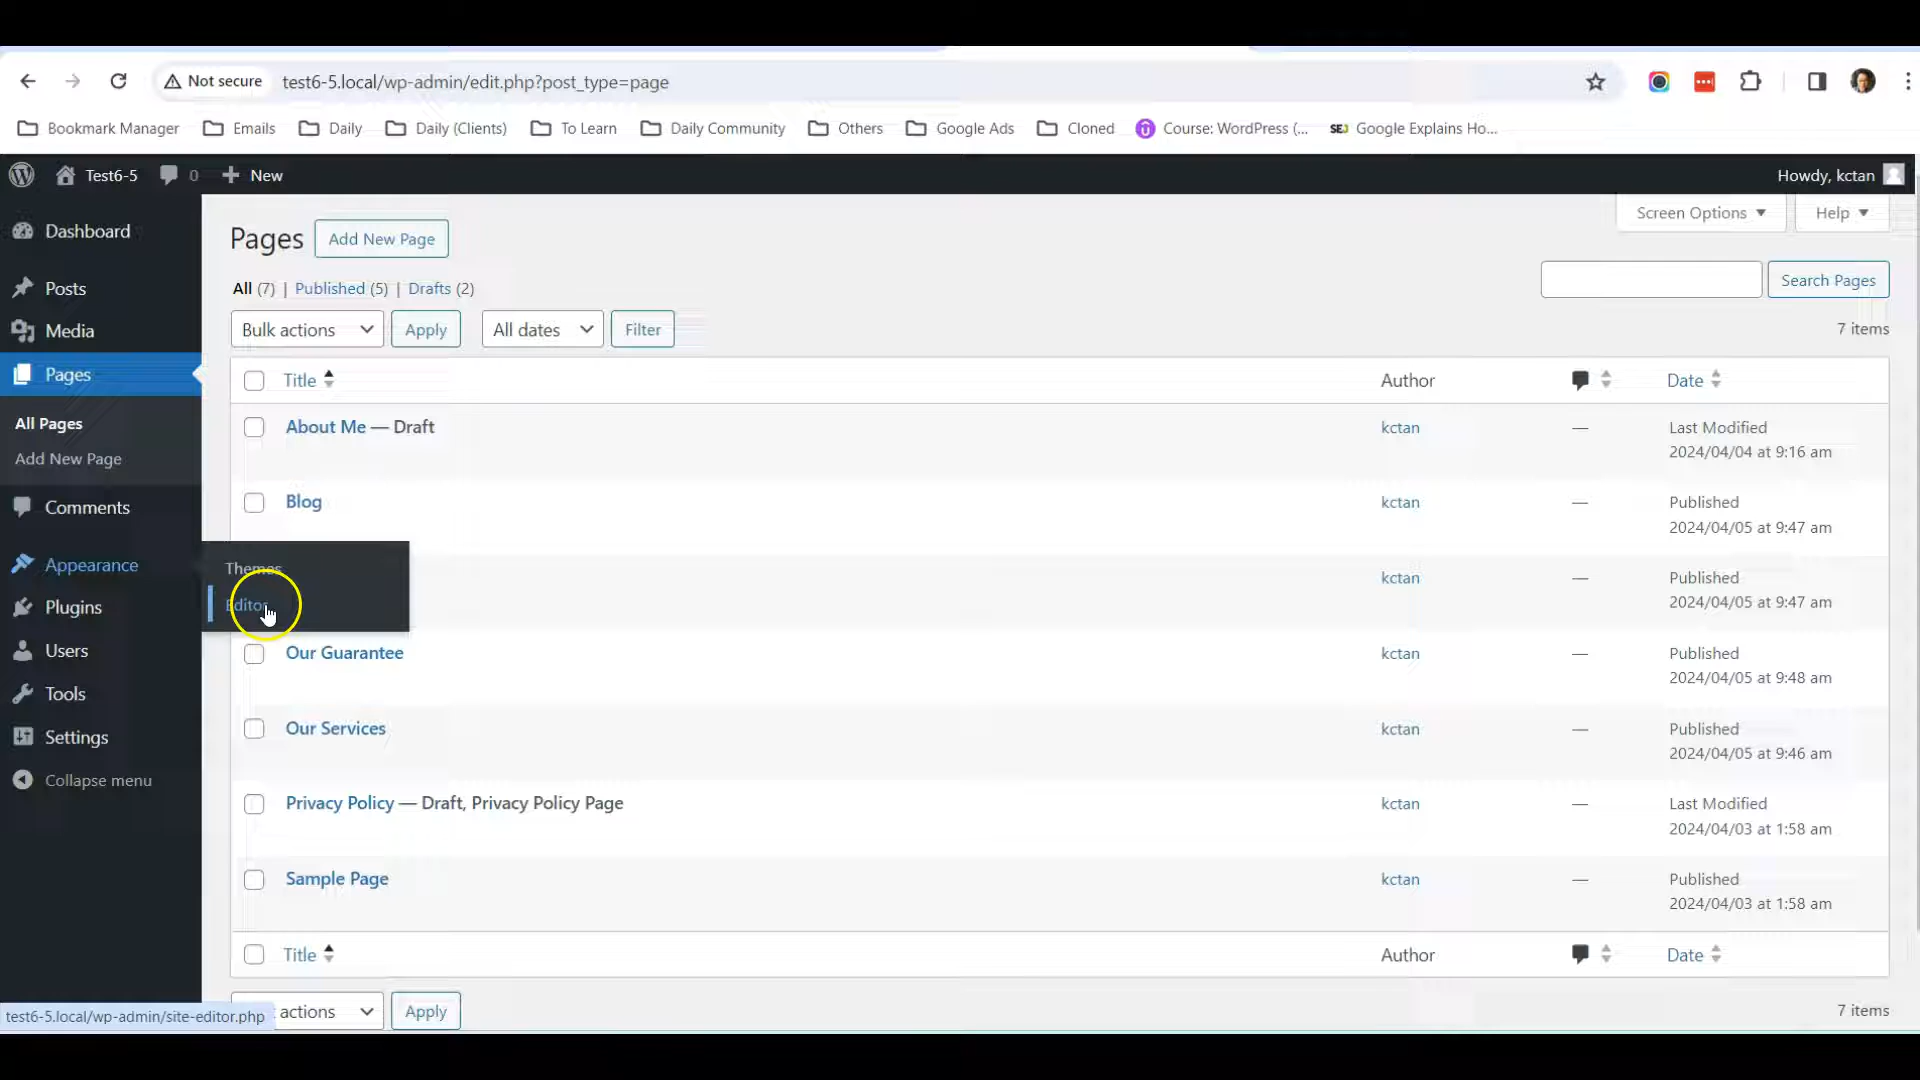 Not secure test6-5.local/wp-admin/edit.php?post_type=page
Bookmark Manager Emails Daily Daily (Clients) To Learn Daily Community Others Google Ads Cloned Course: WordPress (... SEJ Google Explains Ho...
Test6-5 0 New Howdy, kctan
Screen Options Help
Dashboard
Posts
Media
Pages
All Pages
Add New Page
Comments
Appearance
Plugins
Users
Tools
Settings
Collapse menu
Themes
Editor
Pages Add New Page
All (7) | Published (5) | Drafts (2)
Search Pages
Bulk actions Apply All dates Filter 7 items
Title Author Date
About Me — Draft kctan — Last Modified
2024/04/04 at 9:16 am
Blog kctan — Published
2024/04/05 at 9:47 am
kctan — Published
2024/04/05 at 9:47 am
Our Guarantee kctan — Published
2024/04/05 at 9:48 am
Our Services kctan — Published
2024/04/05 at 9:46 am
Privacy Policy — Draft, Privacy Policy Page kctan — Last Modified
2024/04/03 at 1:58 am
Sample Page kctan — Published
2024/04/03 at 1:58 am
Title Author Date
actions Apply 7 items
test6-5.local/wp-admin/site-editor.php